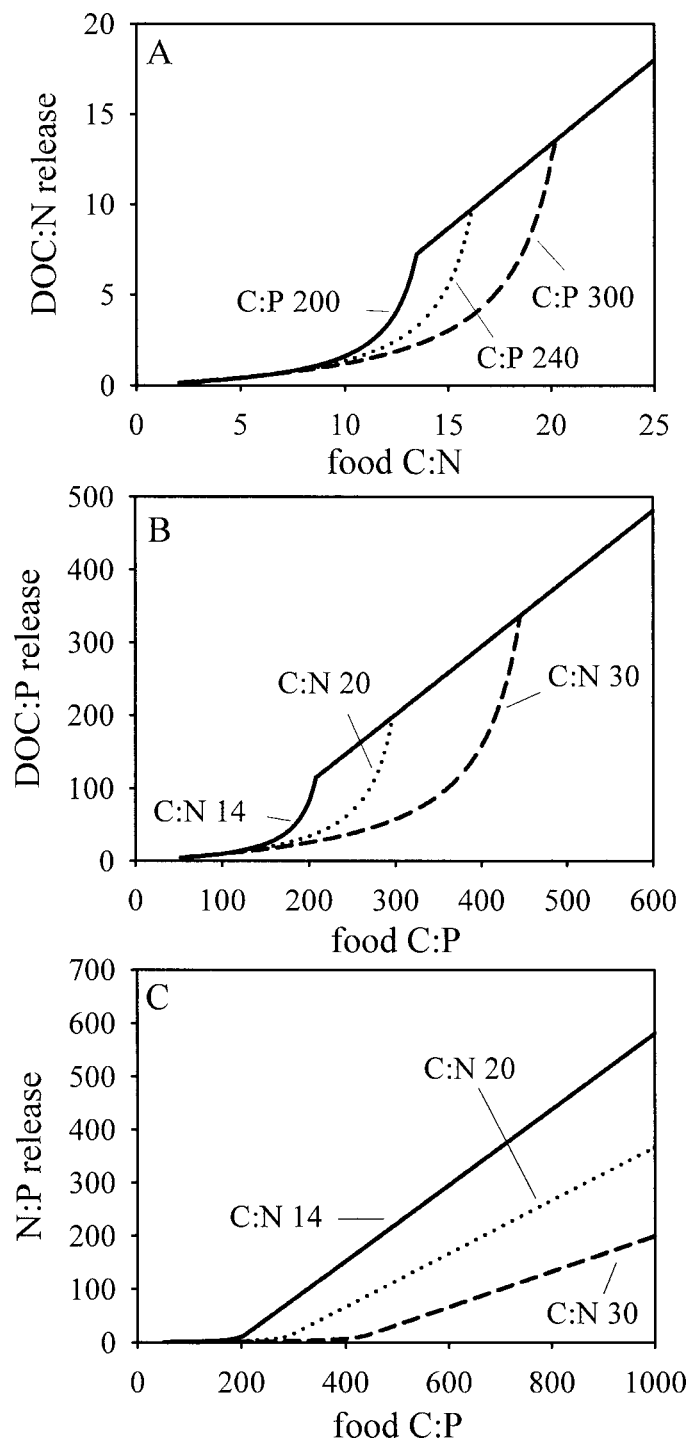 20
A
15
DOC:N release
10
C:P 200
C:P 300
5
C:P 240
0
0 5 10 15 20 25
food C:N
500
B
400
DOC:P release
300
C:N 20
C:N 30
200
100
C:N 14
0
0 100 200 300 400 500 600
food C:P
700
C
600
C:N 20
500
N:P release
400
300
C:N 14
200
100
C:N 30
0
0 200 400 600 800 1000
food C:P